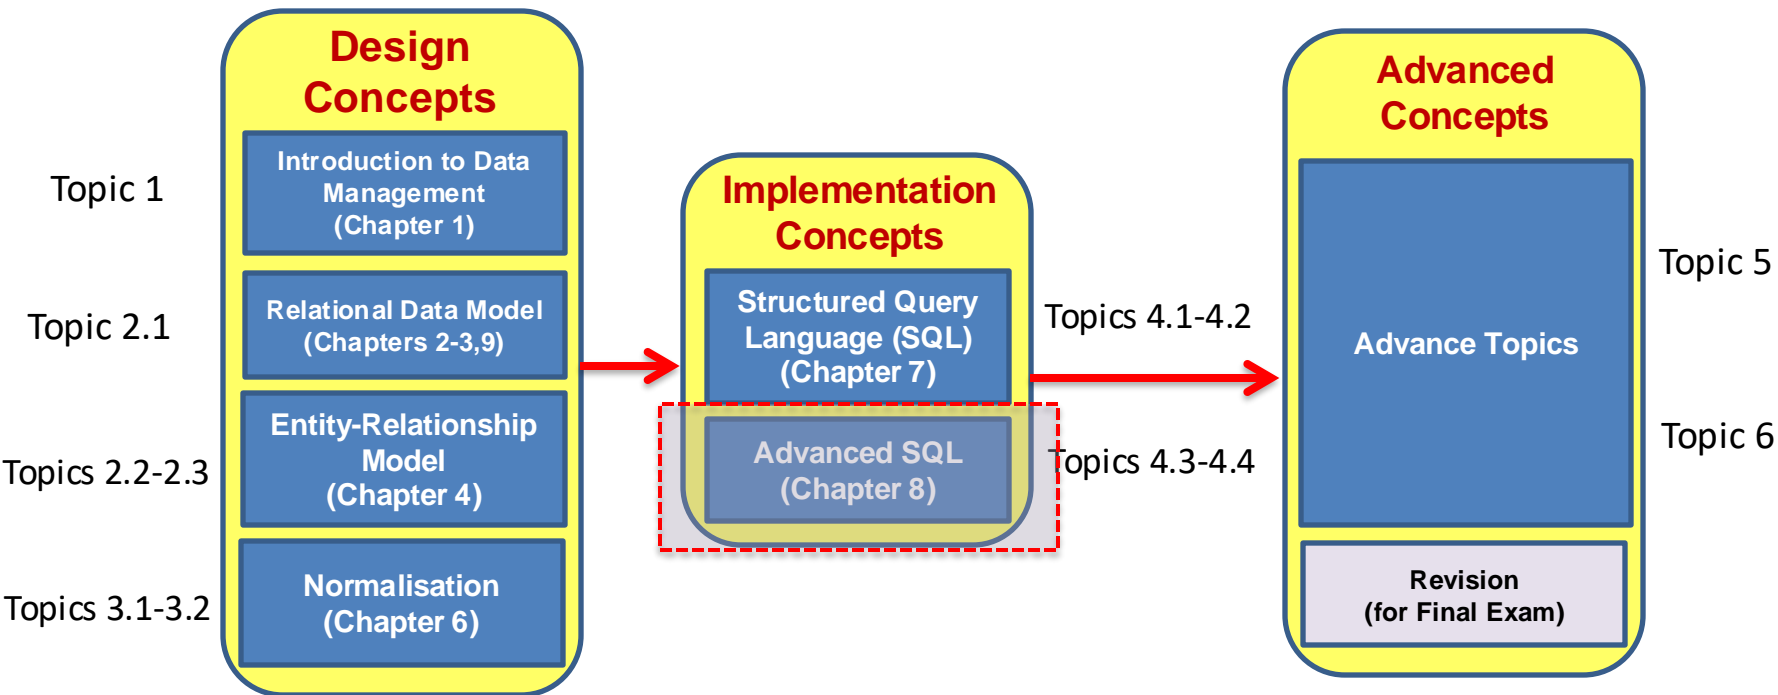 Design
Concepts
Topic 1
Introduction to Data
Management
(Chapter 1)
Topic 2.1
Relational Data Model
(Chapters 2-3,9)
Topics 2.2-2.3
Entity-Relationship
Model
(Chapter 4)
Topics 3.1-3.2
Normalisation
(Chapter 6)
Implementation
Concepts
Structured Query
Language (SQL)
(Chapter 7)
Topics 4.1-4.2
Advanced SQL
(Chapter 8)
Topics 4.3-4.4
Advanced
Concepts
Advance Topics
Topic 5
Topic 6
Revision
(for Final Exam)